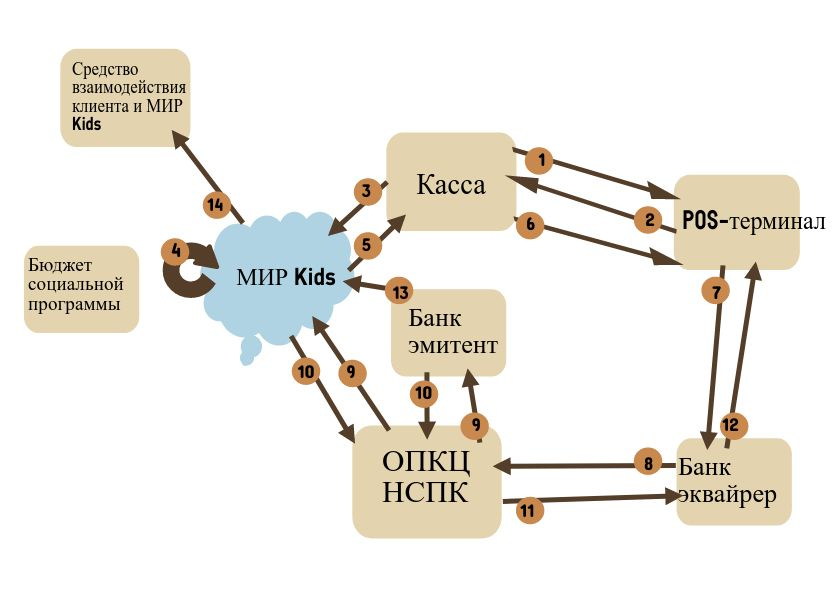 Средство
взаимодействия
клиента и МИР
Kids
14
Бюджет
социальной
программы
4
МИР Kids
3
5
Касса
1
2
6
POS-терминал
13
Банк
эмитент
7
10
9
10
9
12
ОПКЦ
НСПК
8
11
Банк
эквайрер